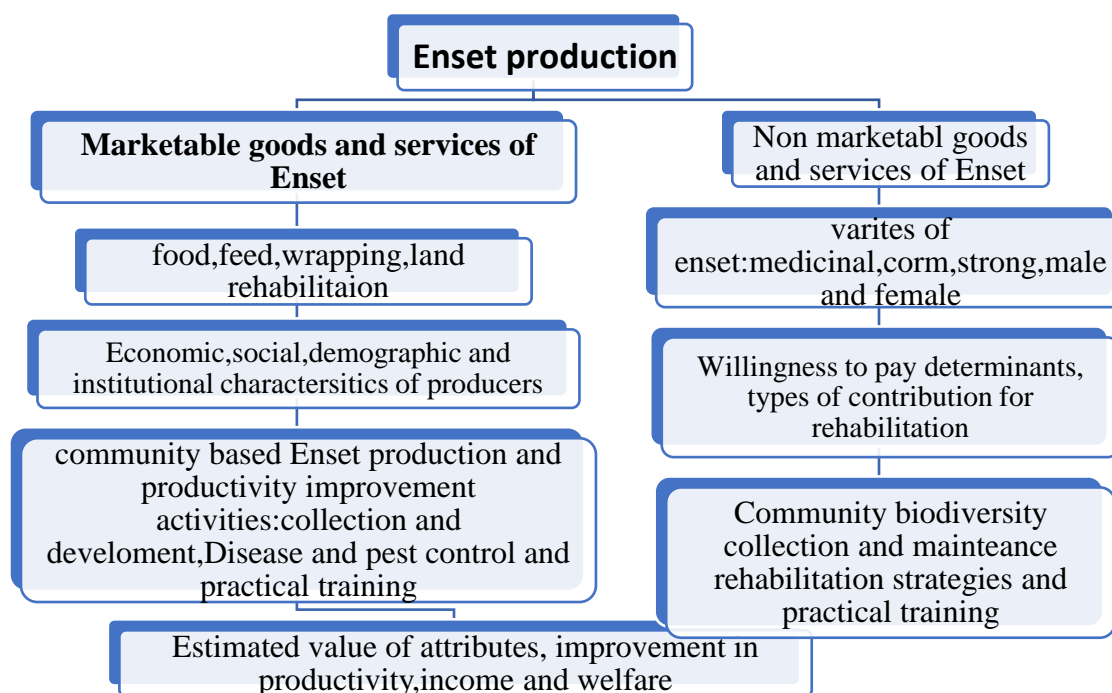 Enset production
Marketable goods and services of
Enset
food,feed,wrapping,land
rehabilitaion
Economic,social,demographic and
institutional charactersitics of producers
community based Enset production and
productivity improvement
activities:collection and
develoment,Disease and pest control and
practical training
Estimated value of attributes, improvement in
productivity,income and welfare
Non marketabl goods
and services of Enset
varites of
enset:medicinal,corm,strong,male
and female
Willingness to pay determinants,
types of contribution for
rehabilitation
Community biodiversity
collection and mainteance
rehabilitation strategies and
practical training